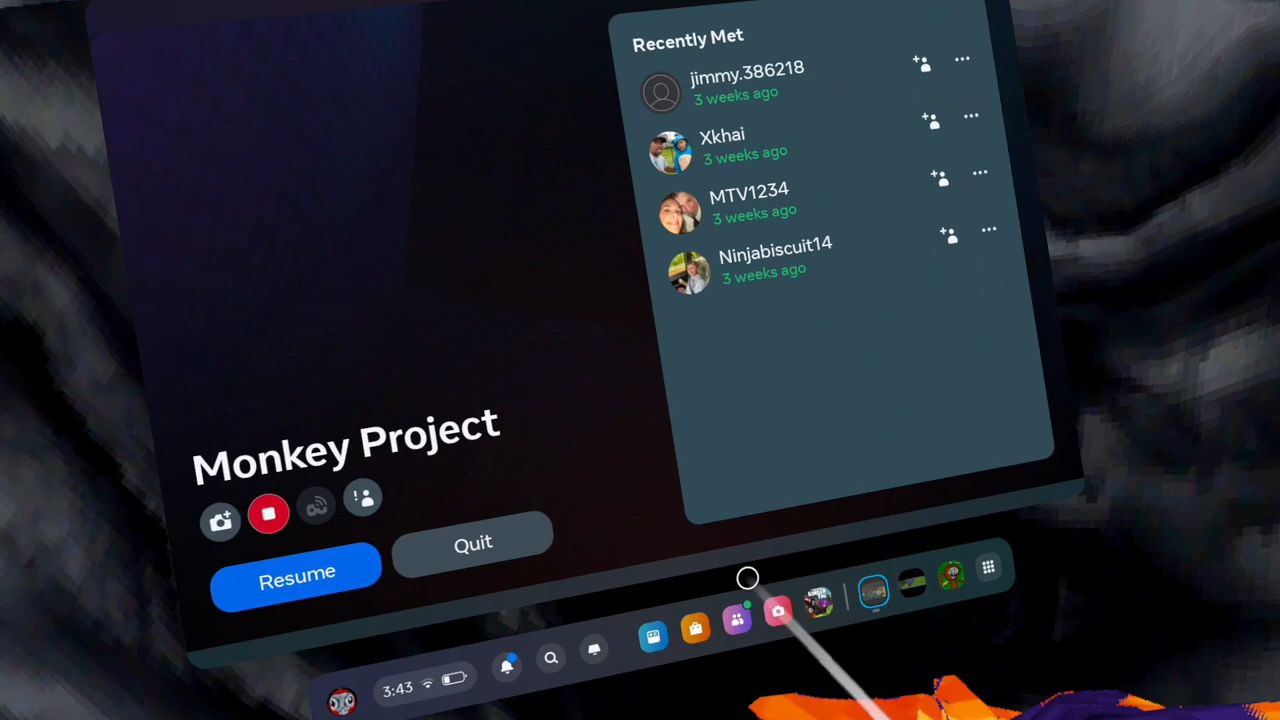 Recently Met
jimmy.386218
3 weeks ago
Xkhai
3 weeks ago
MTV1234
3 weeks ago
Ninjabiscuit14
3 weeks ago
Monkey Project
Resume
Quit
3:43